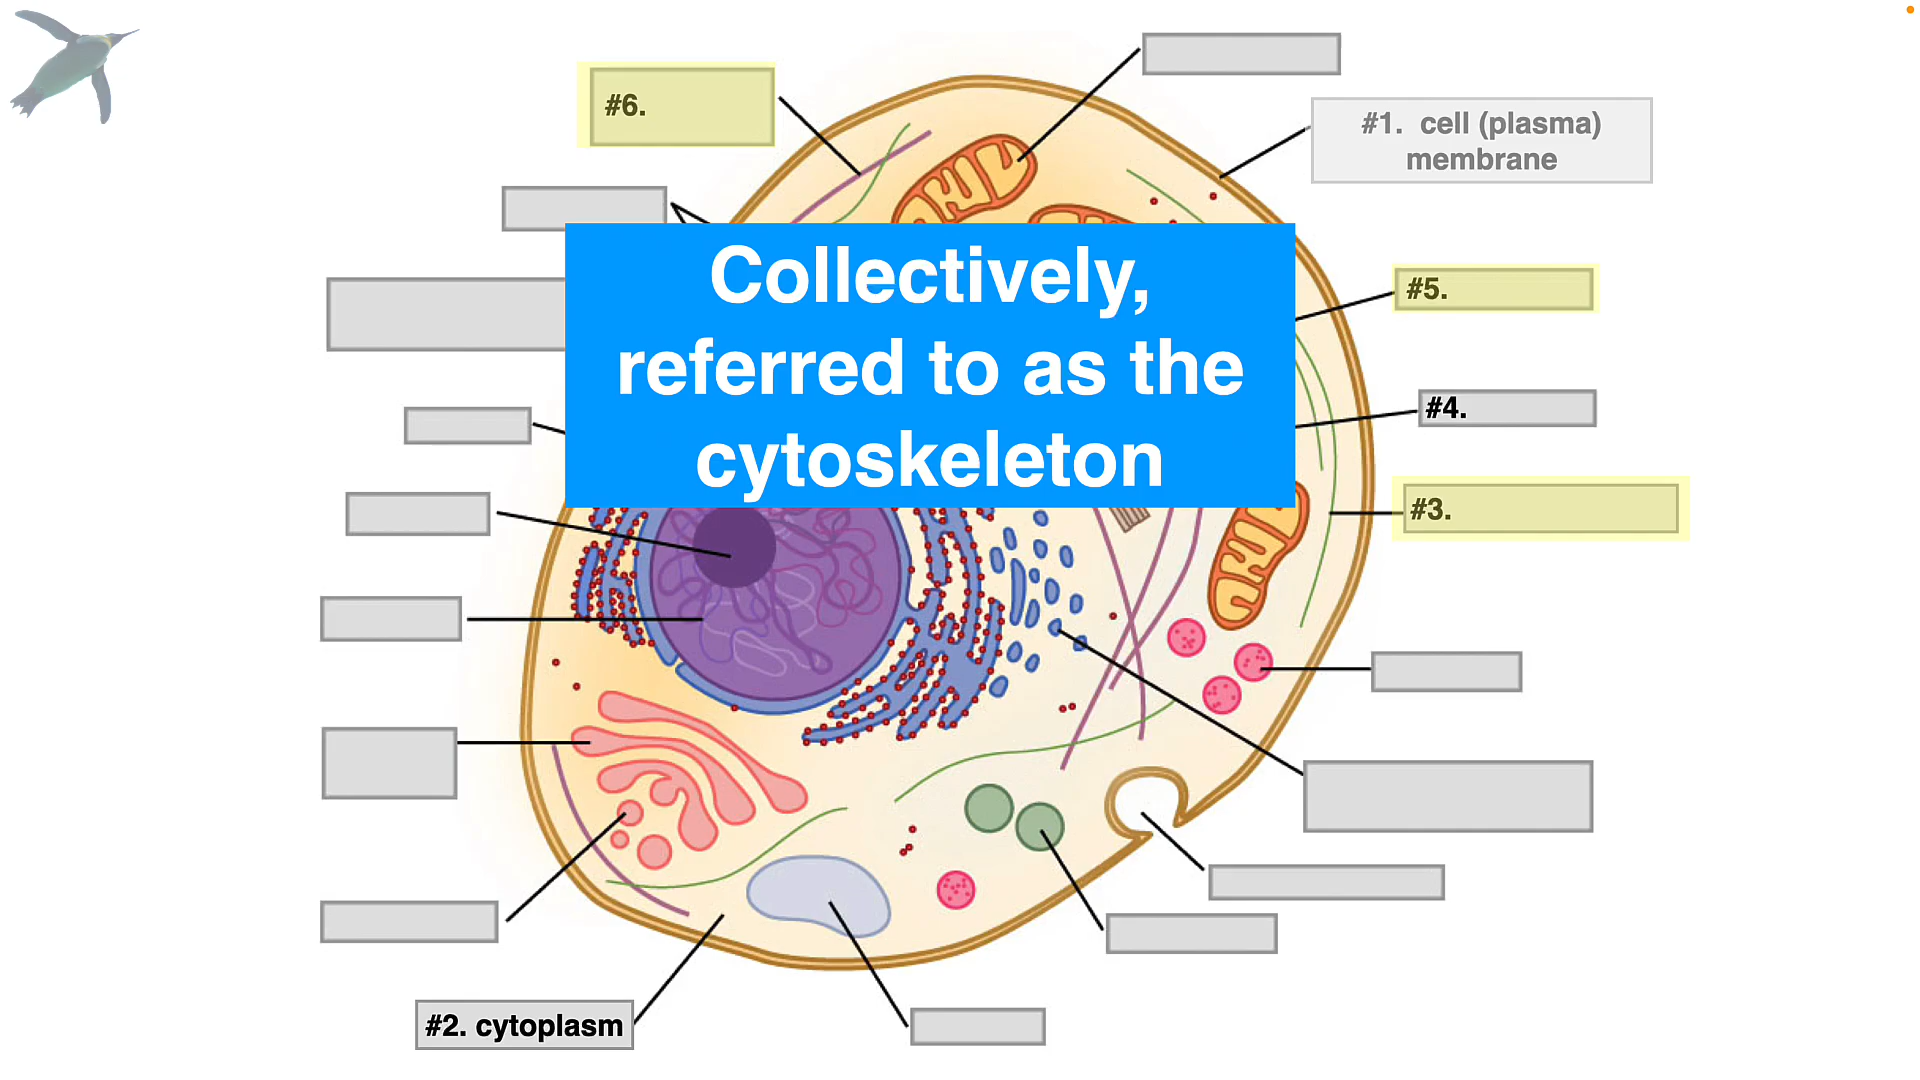 #6.
#1. cell (plasma)
membrane
Collectively,
referred to as the
cytoskeleton
#5.
#4.
#3.
#2. cytoplasm